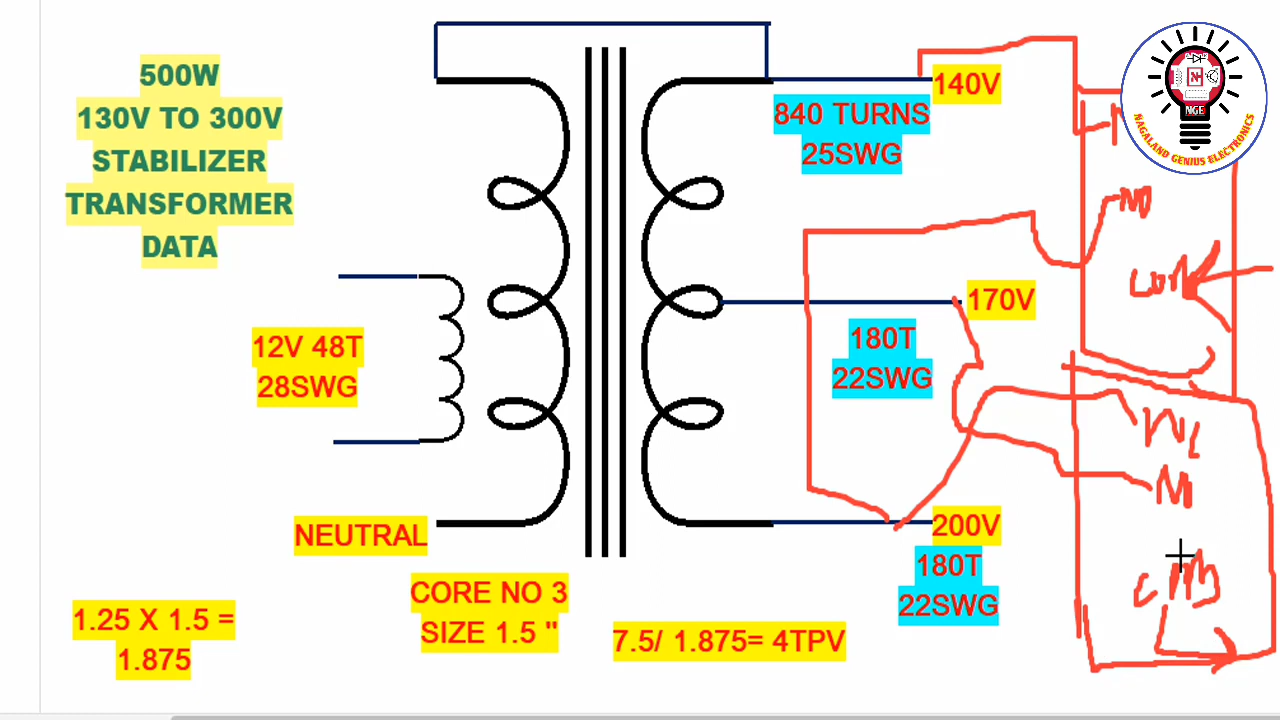 500W
130V TO 300V
STABILIZER
TRANSFORMER
DATA
140V
840 TURNS
25SWG
NGE
NAGALAND GENIUS ELECTRONICS
170V
180T
22SWG
12V 48T
28SWG
NEUTRAL
200V
180T
22SWG
CORE NO 3
SIZE 1.5 "
1.25 X 1.5 =
1.875
7.5/ 1.875= 4TPV